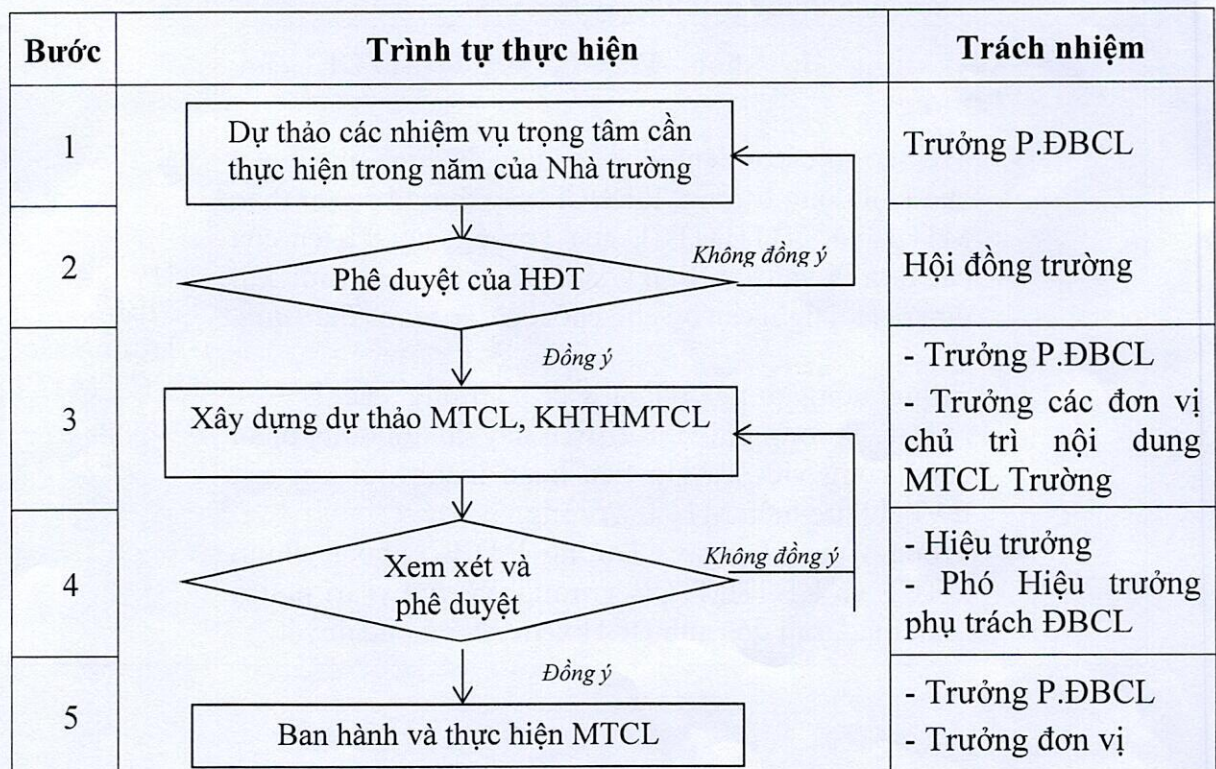 Bước
Trình tự thực hiện
Trách nhiệm
1
Dự thảo các nhiệm vụ trọng tâm cần
thực hiện trong năm của Nhà trường
Trưởng P.ĐBCL
2
Phê duyệt của HĐT
Không đồng ý
Hội đồng trường
Đồng ý
3
Xây dựng dự thảo MTCL, KHTHMTCL
- Trưởng P.ĐBCL
- Trưởng các đơn vị
chủ trì nội dung
MTCL Trường
4
Xem xét và
phê duyệt
Không đồng ý
- Hiệu trưởng
- Phó Hiệu trưởng
phụ trách ĐBCL
Đồng ý
5
Ban hành và thực hiện MTCL
- Trưởng P.ĐBCL
- Trưởng đơn vị